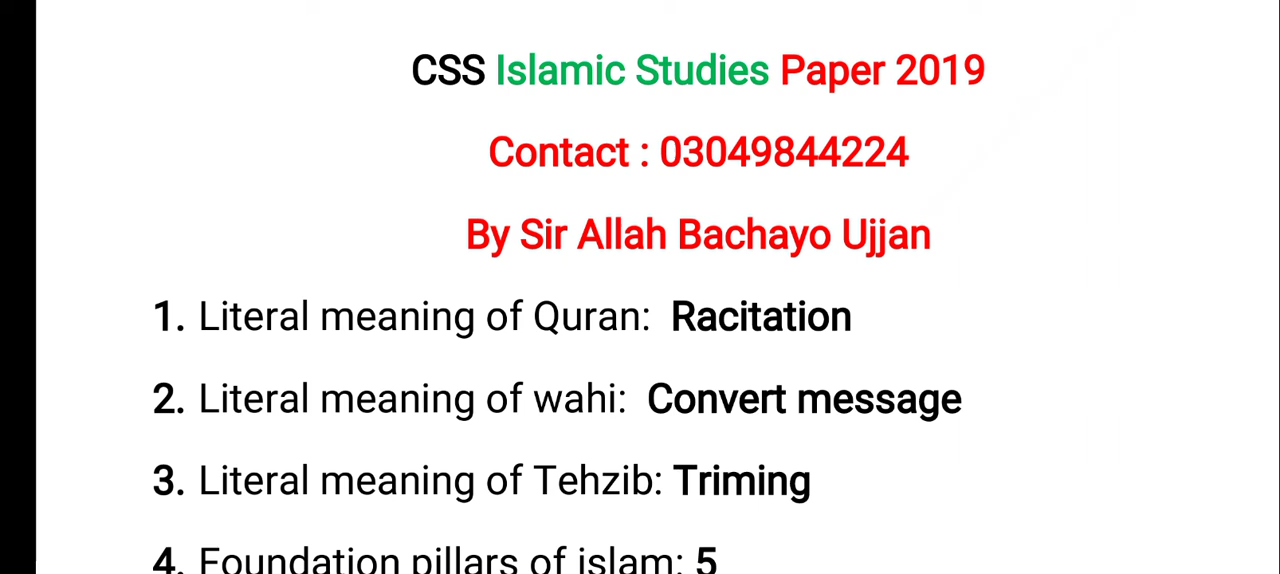 CSS Islamic Studies Paper 2019
Contact : 03049844224
By Sir Allah Bachayo Ujjan
1. Literal meaning of Quran: Racitation
2. Literal meaning of wahi: Convert message
3. Literal meaning of Tehzib: Triming
4. Foundation pillars of islam: 5